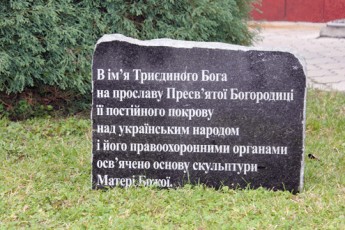 В ім'я Триєдиного Бога
на прославу Пресв'ятої Богородиці
її постійного покрову
над українським народом
і його правоохоронними органами
осв'ячено основу скульптури
Матері Божої.